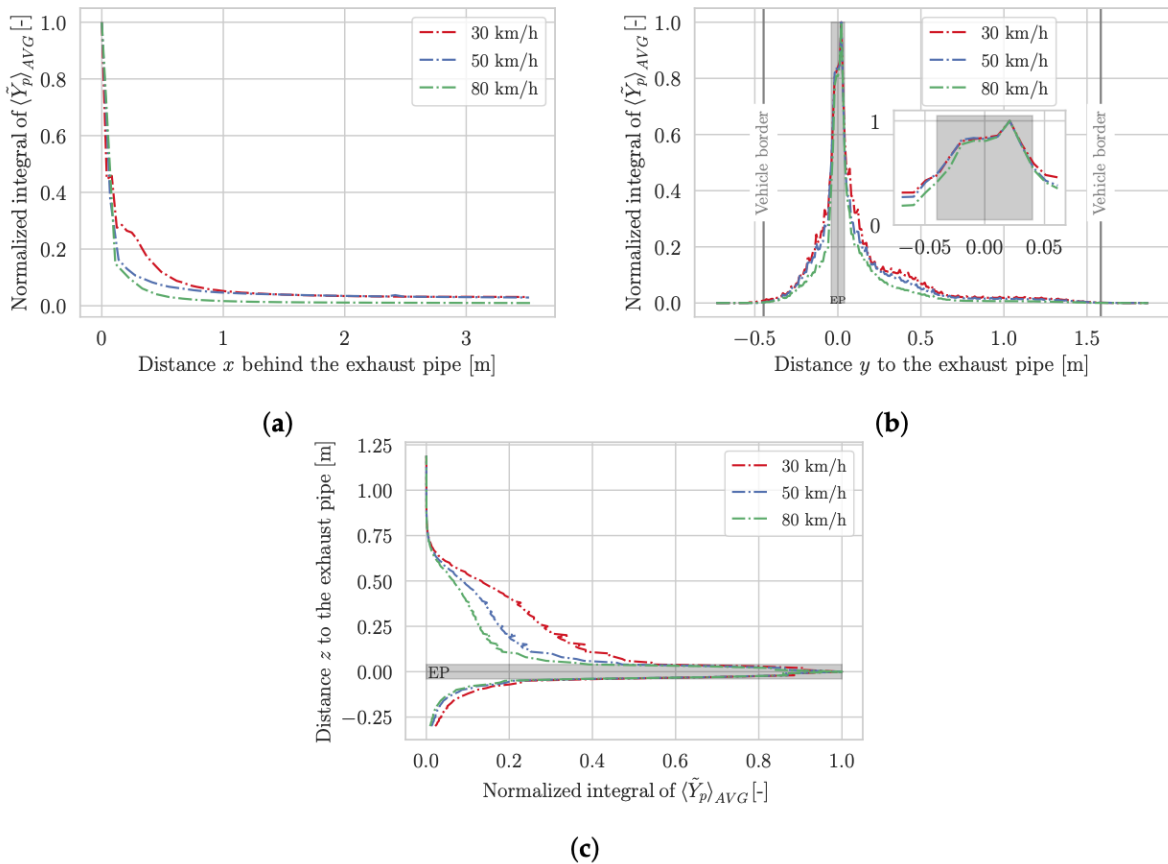 Normalized integral of ⟨Ỹp⟩AVG [-]
1.0
0.8
0.6
0.4
0.2
0.0
30 km/h
50 km/h
80 km/h
0
1
2
3
Distance x behind the exhaust pipe [m]
(a)
Normalized integral of ⟨Ỹp⟩AVG [-]
1.0
0.8
0.6
0.4
0.2
0.0
30 km/h
50 km/h
80 km/h
Vehicle border
Vehicle border
1
0
−0.05
0.00
0.05
EP
−0.5
0.0
0.5
1.0
1.5
Distance y to the exhaust pipe [m]
(b)
Distance z to the exhaust pipe [m]
1.25
1.00
0.75
0.50
0.25
0.00
−0.25
30 km/h
50 km/h
80 km/h
EP
0.0
0.2
0.4
0.6
0.8
1.0
Normalized integral of ⟨Ỹp⟩AVG [-]
(c)